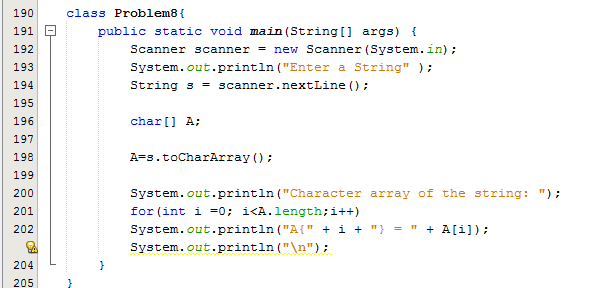 190 class Problem8{
191 public static void main(String[] args) {
192 Scanner scanner = new Scanner(System.in);
193 System.out.println("Enter a String" );
194 String s = scanner.nextLine();
195
196 char[] A;
197
198 A=s.toCharArray();
199
200 System.out.println("Character array of the string: ");
201 for(int i =0; i<A.length;i++)
202 System.out.println("A{" + i + "} = " + A[i]);
System.out.println("\n");
204 }
205 }